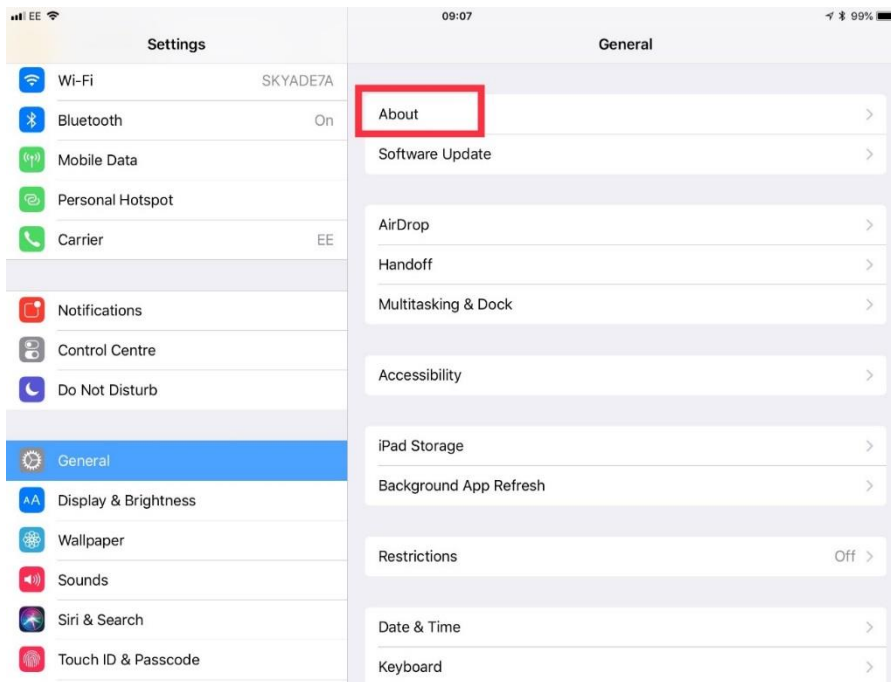 EE
09:07
99%
Settings
General
Wi-Fi SKYADE7A
Bluetooth On
Mobile Data
Personal Hotspot
Carrier EE
Notifications
Control Centre
Do Not Disturb
General
AA Display & Brightness
Wallpaper
Sounds
Siri & Search
Touch ID & Passcode
About
Software Update
AirDrop
Handoff
Multitasking & Dock
Accessibility
iPad Storage
Background App Refresh
Restrictions Off
Date & Time
Keyboard